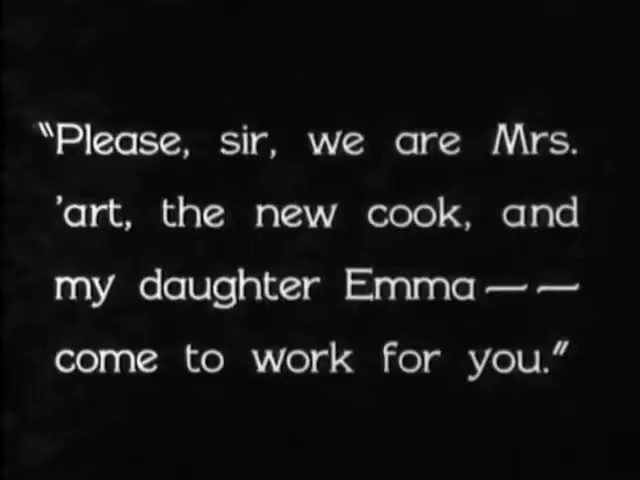 "Please, sir, we are Mrs.
'art, the new cook, and
my daughter Emma——
come to work for you."